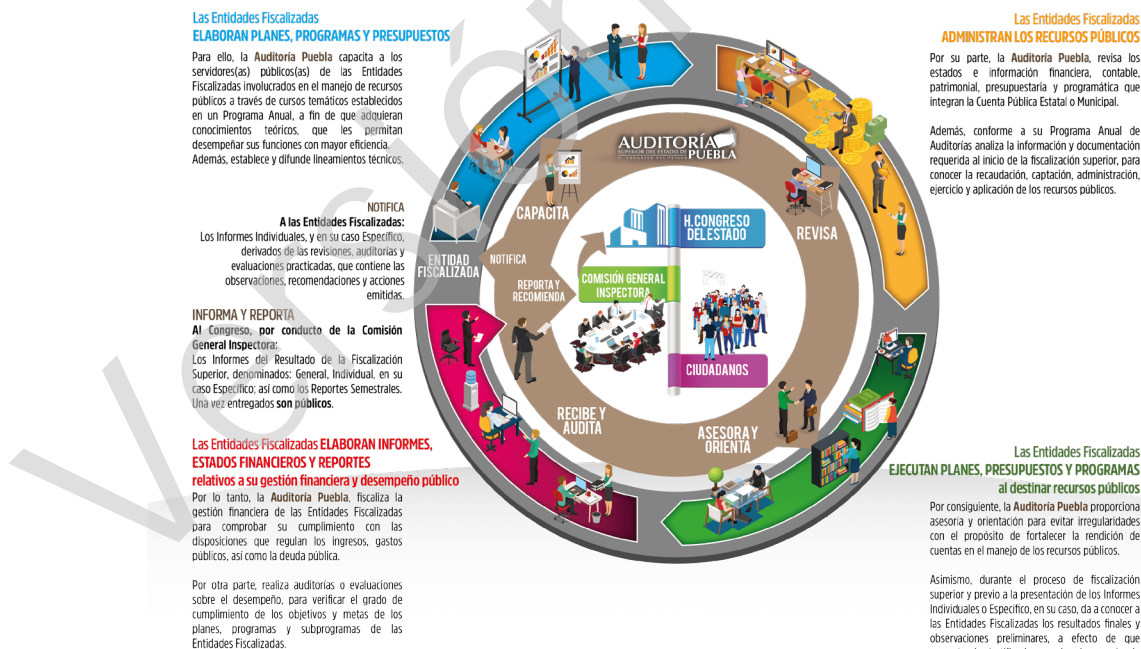 Las Entidades Fiscalizadas
ELABORAN PLANES, PROGRAMAS Y PRESUPUESTOS
Para ello, la Auditoría Puebla capacita a los
servidores(as) públicos(as) de las Entidades
Fiscalizadas involucrados en el manejo de recursos
públicos a través de cursos temáticos establecidos
en un Programa Anual, a fin de que adquieran
conocimientos teóricos, que les permitan
desempeñar sus funciones con mayor eficiencia.
Además, establece y difunde lineamientos técnicos.
NOTIFICA
A las Entidades Fiscalizadas:
Los Informes Individuales, y en su caso Específico,
derivados de las revisiones, auditorías y
evaluaciones practicadas, que contiene las
observaciones, recomendaciones y acciones
emitidas.
INFORMA Y REPORTA
Al Congreso, por conducto de la Comisión
General Inspectora:
Los Informes del Resultado de la Fiscalización
Superior, denominados: General, Individual, en su
caso Específico; así como los Reportes Semestrales.
Una vez entregados son públicos.
Las Entidades Fiscalizadas ELABORAN INFORMES,
ESTADOS FINANCIEROS Y REPORTES
relativos a su gestión financiera y desempeño público
Por lo tanto, la Auditoría Puebla, fiscaliza la
gestión financiera de las Entidades Fiscalizadas
para comprobar su cumplimiento con las
disposiciones que regulan los ingresos, gastos
públicos, así como la deuda pública.
Por otra parte, realiza auditorías o evaluaciones
sobre el desempeño, para verificar el grado de
cumplimiento de los objetivos y metas de los
planes, programas y subprogramas de las
Entidades Fiscalizadas.
AUDITORÍA
SUPERIOR DEL ESTADO DE PUEBLA
H. CONGRESO DEL ESTADO
CAPACITA
REVISA
H. CONGRESO
DEL ESTADO
ENTIDAD
FISCALIZADA
NOTIFICA
REPORTA Y
RECOMIENDA
COMISIÓN GENERAL
INSPECTORA
CIUDADANOS
RECIBE Y
AUDITA
ASESORA Y
ORIENTA
Las Entidades Fiscalizadas
ADMINISTRAN LOS RECURSOS PÚBLICOS
Por su parte, la Auditoría Puebla, revisa los
estados e información financiera, contable,
patrimonial, presupuestaria y programática que
integran la Cuenta Pública Estatal o Municipal.
Además, conforme a su Programa Anual de
Auditorías analiza la información y documentación
requerida al inicio de la fiscalización superior, para
conocer la recaudación, captación, administración,
ejercicio y aplicación de los recursos públicos.
Las Entidades Fiscalizadas
EJECUTAN PLANES, PRESUPUESTOS Y PROGRAMAS
al destinar recursos públicos
Por consiguiente, la Auditoría Puebla proporciona
asesoría y orientación para evitar irregularidades
con el propósito de fortalecer la rendición de
cuentas en el manejo de los recursos públicos.
Asimismo, durante el proceso de fiscalización
superior y previo a la presentación de los Informes
Individuales o Específico, en su caso, da a conocer a
las Entidades Fiscalizadas los resultados finales y
observaciones preliminares, a efecto de que
Versión